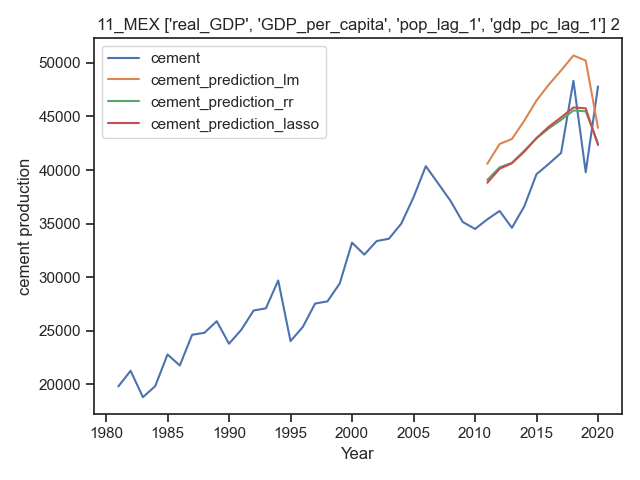 11_MEX ['real_GDP', 'GDP_per_capita', 'pop_lag_1', 'gdp_pc_lag_1'] 2
cement
cement_prediction_lm
cement_prediction_rr
cement_prediction_lasso
50000
45000
40000
35000
30000
25000
20000
cement production
1980 1985 1990 1995 2000 2005 2010 2015 2020
Year